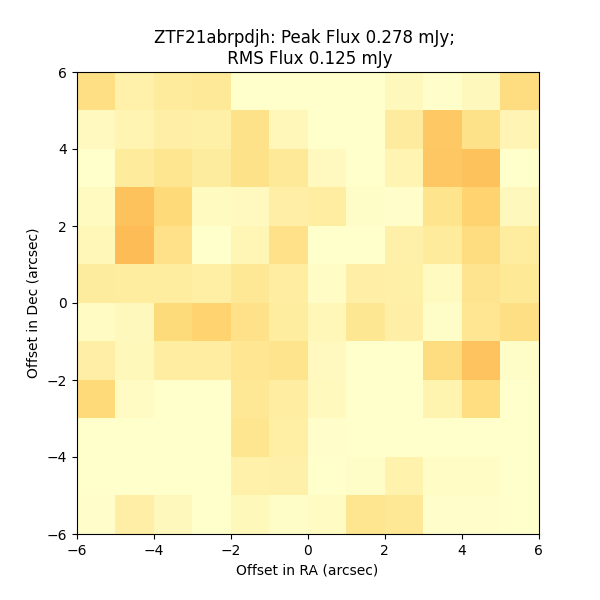 ZTF21abrpdjh: Peak Flux 0.278 mJy;
RMS Flux 0.125 mJy
6
4
2
0
−2
−4
−6
Offset in Dec (arcsec)
−6 −4 −2 0 2 4 6
Offset in RA (arcsec)